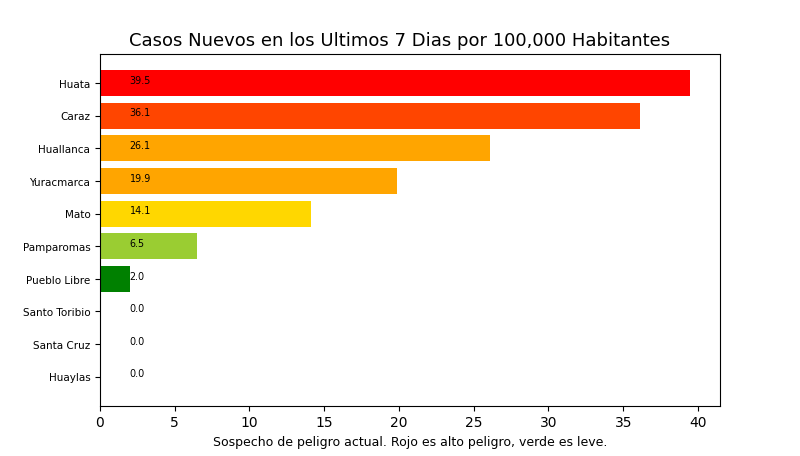 Casos Nuevos en los Ultimos 7 Dias por 100,000 Habitantes
Huata 39.5
Caraz 36.1
Huallanca 26.1
Yuracmarca 19.9
Mato 14.1
Pamparomas 6.5
Pueblo Libre 2.0
Santo Toribio 0.0
Santa Cruz 0.0
Huaylas 0.0
0 5 10 15 20 25 30 35 40
Sospecho de peligro actual. Rojo es alto peligro, verde es leve.